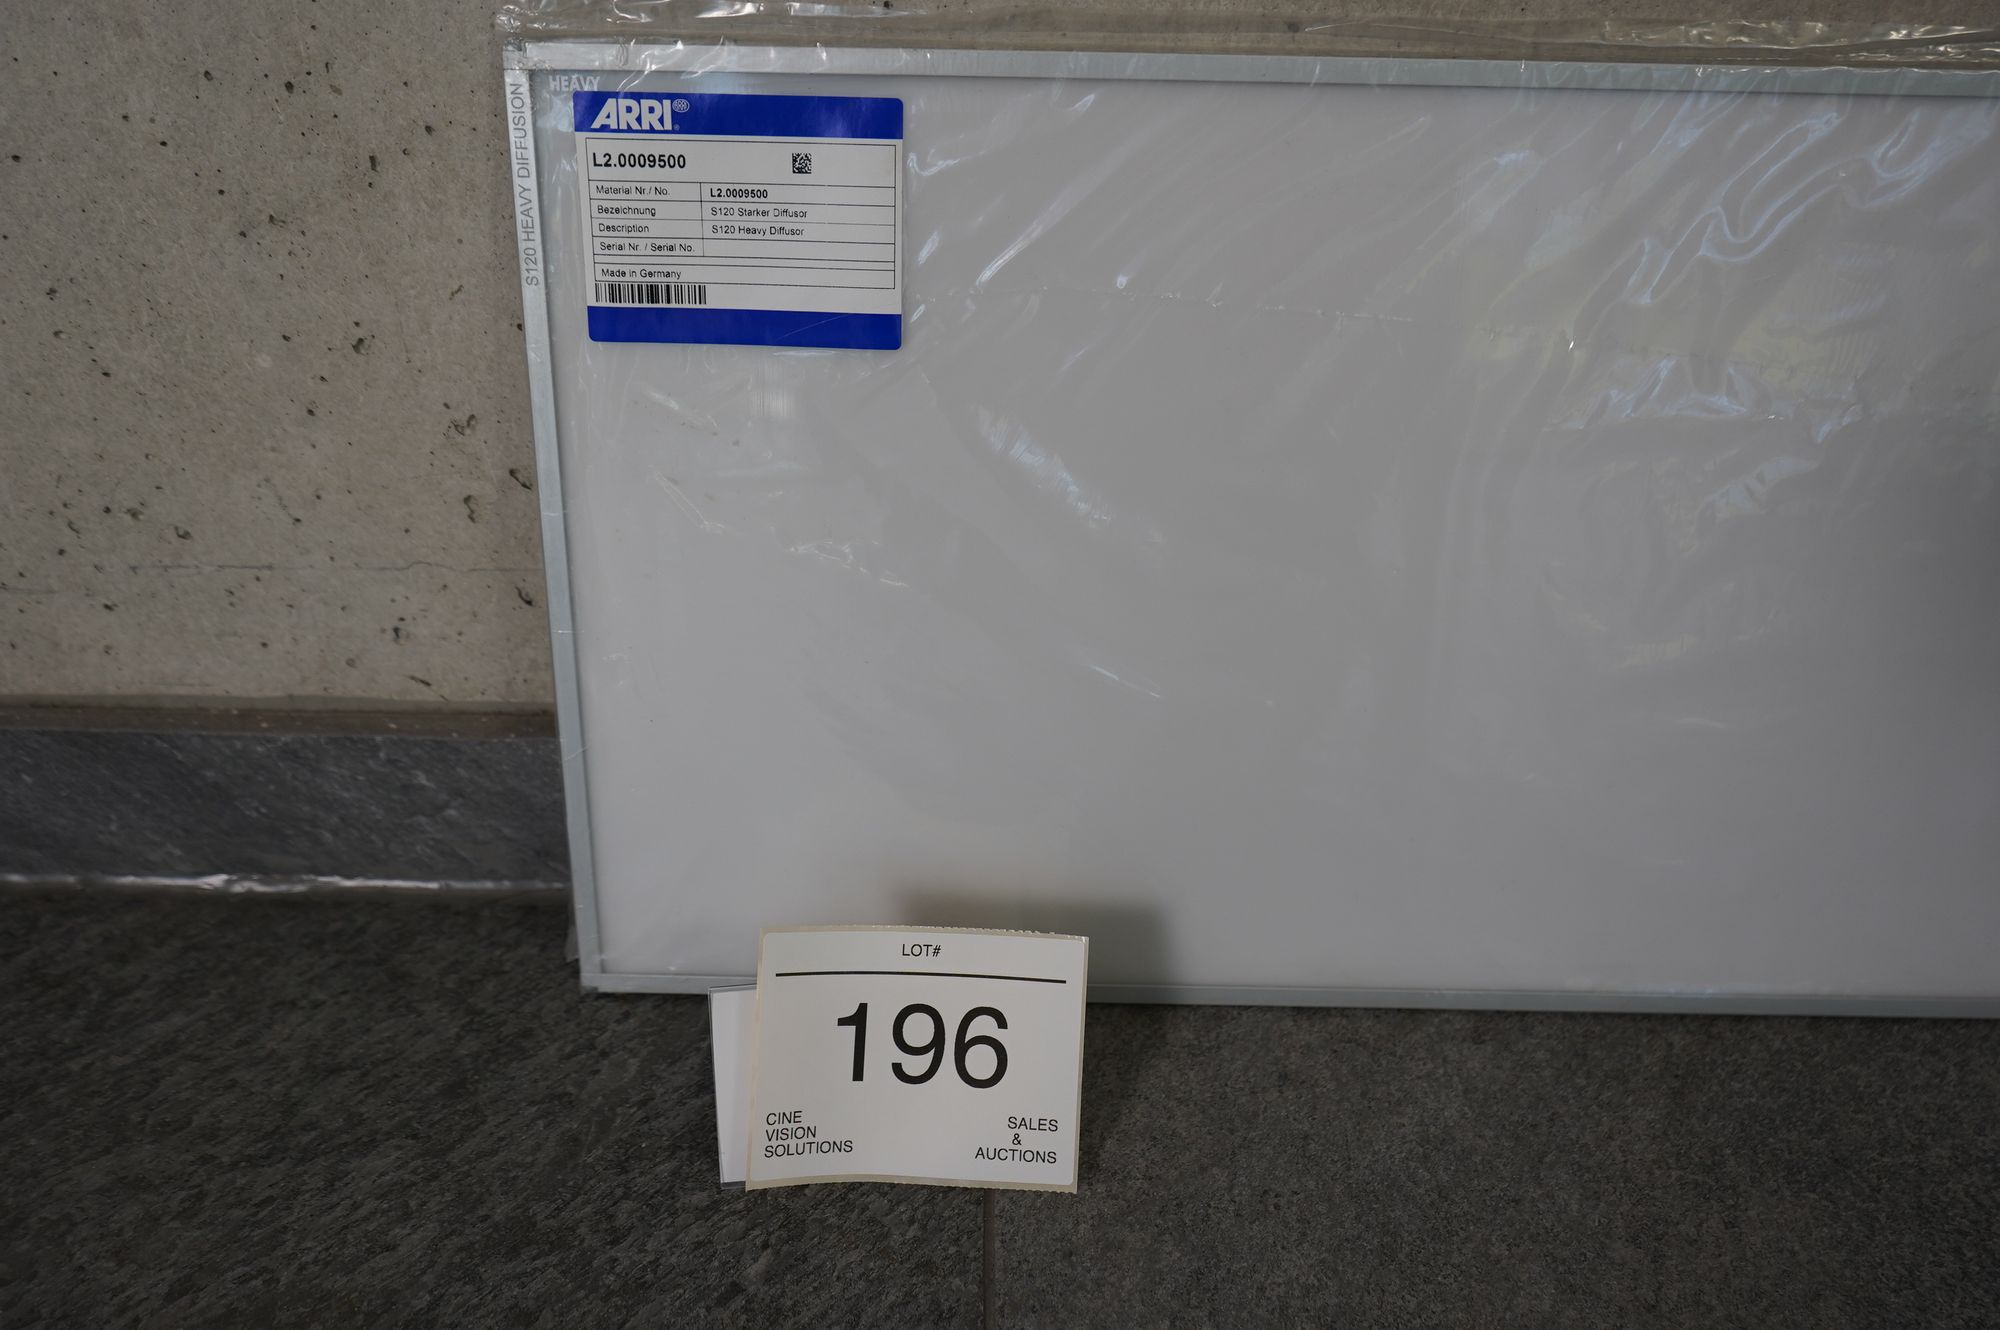 HEAVY
S120 HEAVY DIFFUSION
ARRI®
L2.0009500
Material Nr./ No. L2.0009500
Bezeichnung S120 Starker Diffusor
Description S120 Heavy Diffusor
Serial Nr. / Serial No.
Made in Germany
LOT#
196
CINE
VISION
SOLUTIONS
SALES
&
AUCTIONS